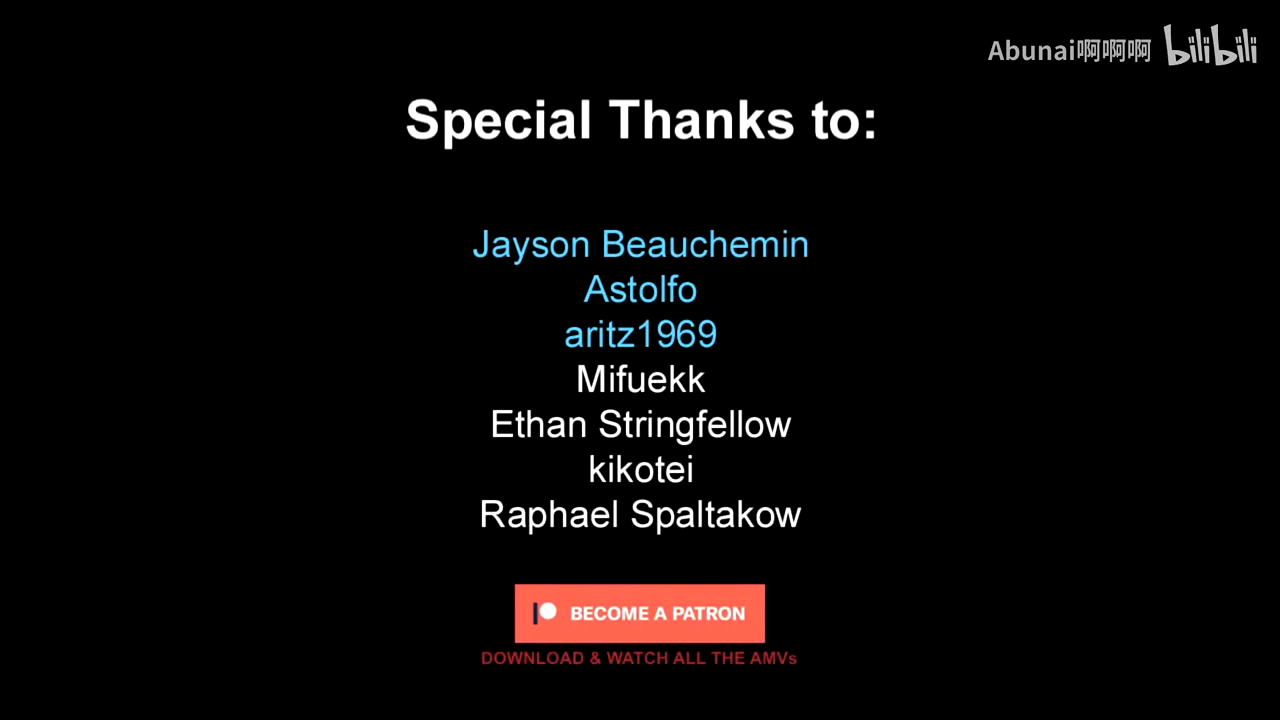 Abunai啊啊啊 bilibili
Special Thanks to:
Jayson Beauchemin
Astolfo
aritz1969
Mifuekk
Ethan Stringfellow
kikotei
Raphael Spaltakow
BECOME A PATRON
DOWNLOAD & WATCH ALL THE AMVs